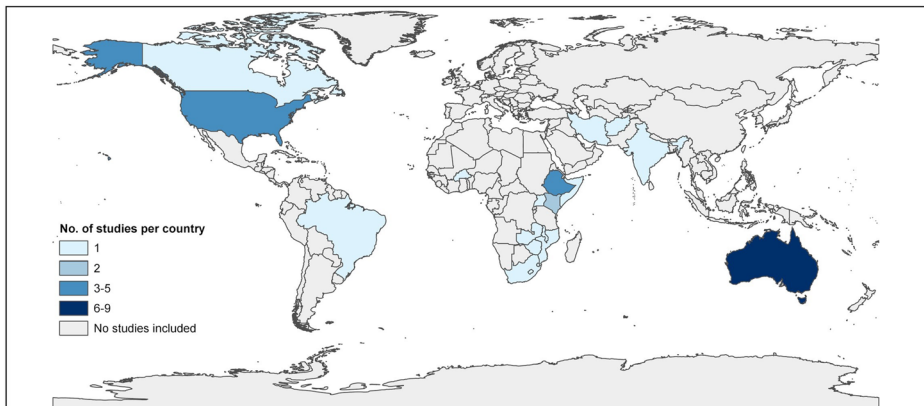 No. of studies per country
1
2
3-5
6-9
No studies included